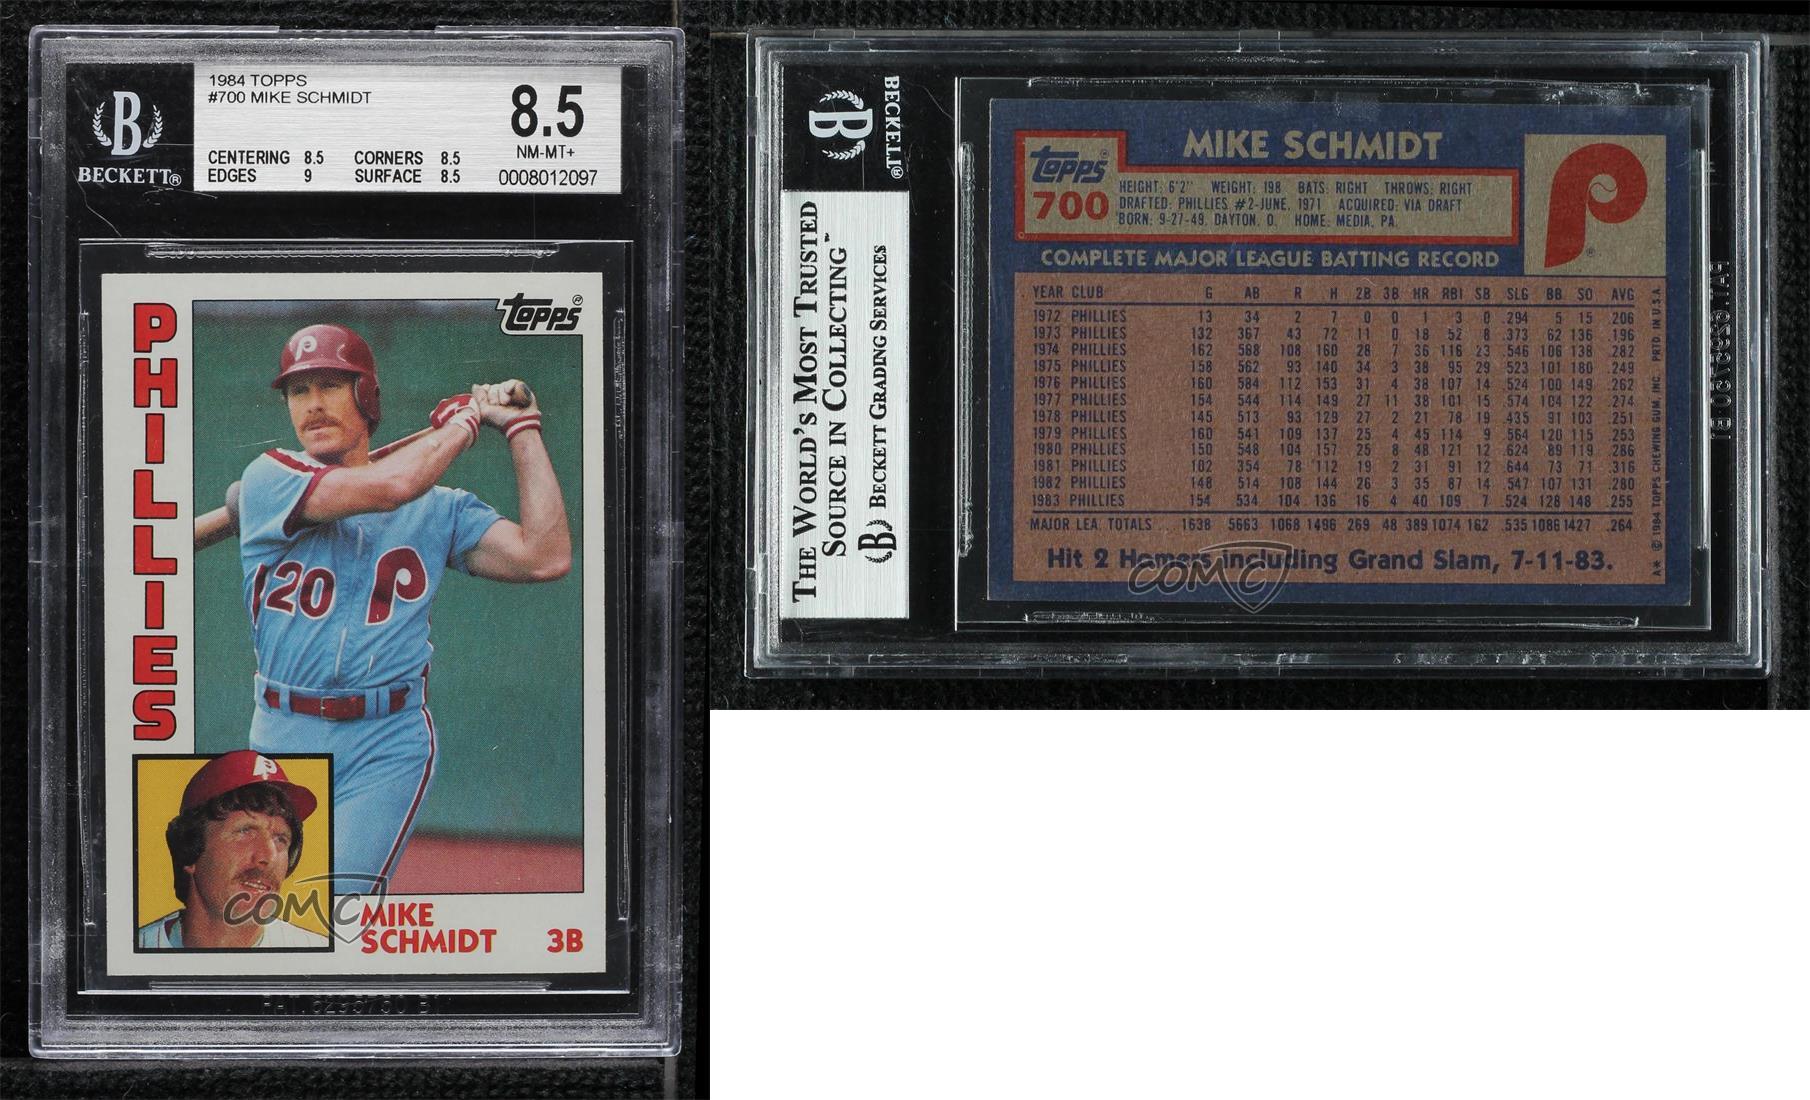 1984 TOPPS
#700 MIKE SCHMIDT
8.5
NM-MT+
CENTERING 8.5 CORNERS 8.5
EDGES 9 SURFACE 8.5
0008012097
B
BECKETT®
PHILLIES
Topps®
P
20 P
P
COMC
MIKE
SCHMIDT
3B
PAT. 6295750 B1
B
BECKETT®
THE WORLD'S MOST TRUSTED
SOURCE IN COLLECTING™
B BECKETT GRADING SERVICES
MIKE SCHMIDT
Topps®
700
HEIGHT: 6'2" WEIGHT: 198 BATS: RIGHT THROWS: RIGHT
DRAFTED: PHILLIES #2-JUNE, 1971 ACQUIRED: VIA DRAFT
BORN: 9-27-49, DAYTON, O. HOME: MEDIA, PA.
P®
COMPLETE MAJOR LEAGUE BATTING RECORD
YEAR CLUB G AB R H 2B 3B HR RBI SB SLG BB SO AVG
1972 PHILLIES 13 34 2 7 0 0 1 3 0 .294 5 15 .206
1973 PHILLIES 132 367 43 72 11 0 18 52 8 .373 62 136 .196
1974 PHILLIES 162 568 108 160 28 7 36 116 23 .546 106 138 .282
1975 PHILLIES 158 562 93 140 34 3 38 95 29 .523 101 180 .249
1976 PHILLIES 160 584 112 153 31 4 38 107 14 .524 100 149 .262
1977 PHILLIES 154 544 114 149 27 11 38 101 15 .574 104 122 .274
1978 PHILLIES 145 513 93 129 27 2 21 78 19 .435 91 103 .251
1979 PHILLIES 160 541 109 137 25 4 45 114 9 .564 120 115 .253
1980 PHILLIES 150 548 104 157 25 8 48 121 12 .624 89 119 .286
1981 PHILLIES 102 354 78 112 19 2 31 91 12 .644 73 71 .316
1982 PHILLIES 148 514 108 144 26 3 35 87 14 .547 107 131 .280
1983 PHILLIES 154 534 104 136 16 4 40 109 7 .524 128 148 .255
MAJOR LEA. TOTALS 1638 5663 1068 1496 269 48 389 1074 162 .535 1086 1427 .264
Hit 2 Homers including Grand Slam, 7-11-83.
COMC
A* © 1984 TOPPS CHEWING GUM, INC. PRTD. IN U.S.A.
PAT. 6295750 B1